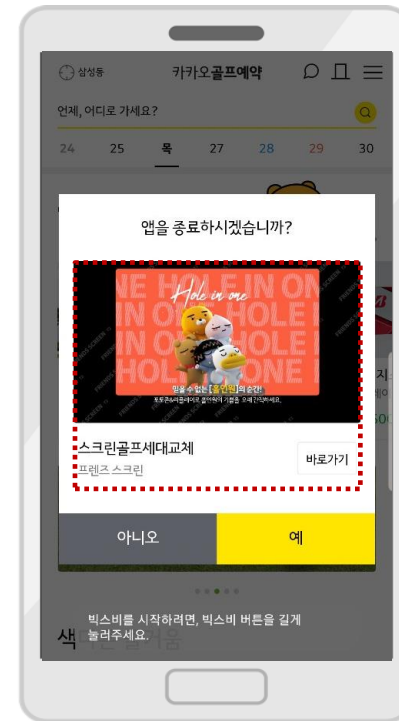 삼성동
카카오골프예약
언제, 어디로 가세요?
24 25 목 27 28 29 30
앱을 종료하시겠습니까?
NE HOLE IN ON
Hole in one
믿을 수 없는 [홀인원]의 순간!
스크린골프세대교체
프렌즈 스크린
바로가기
아니오
예
빅스비를 시작하려면, 빅스비 버튼을 길게
눌러주세요.
색